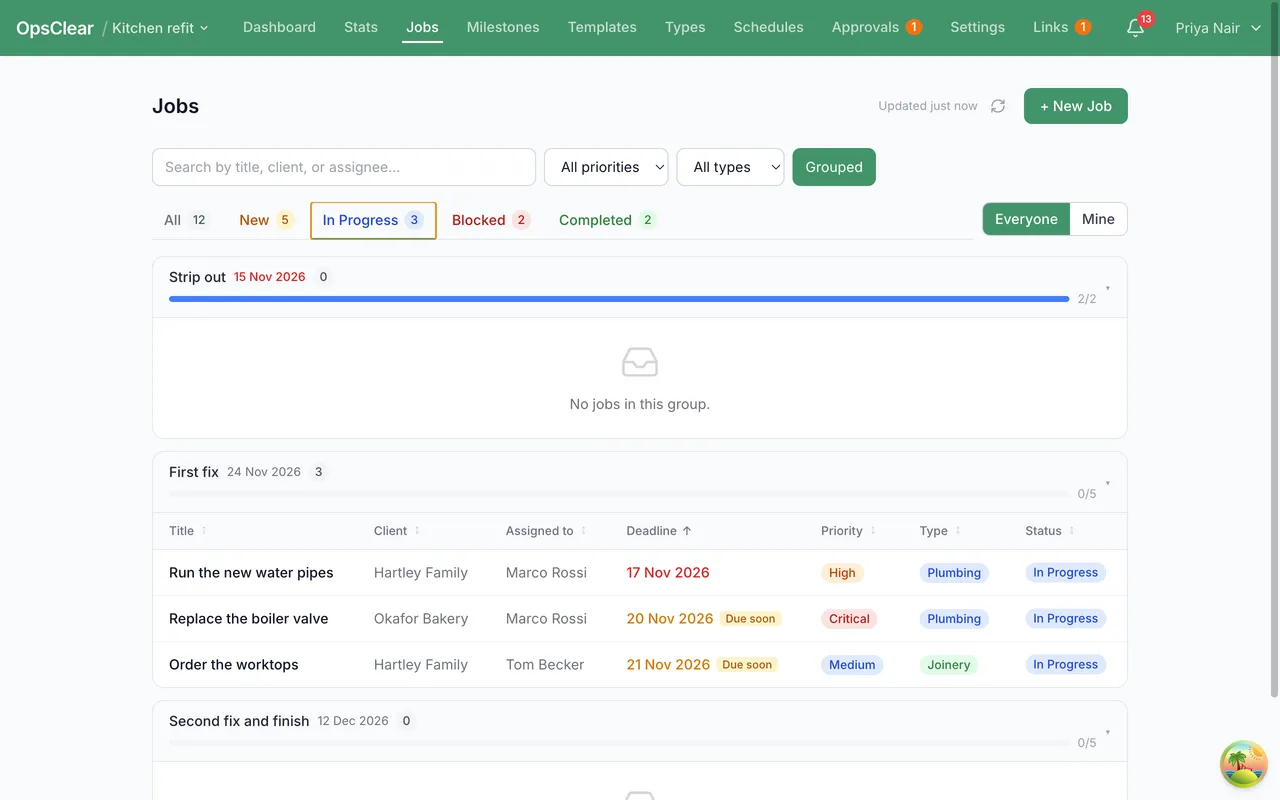 OpsClear / Kitchen refit Dashboard Stats Jobs Milestones Templates Types Schedules Approvals 1 Settings Links 1 13 Priya Nair
Jobs Updated just now + New Job
Search by title, client, or assignee... All priorities All types Grouped
All 12 New 5 In Progress 3 Blocked 2 Completed 2 Everyone Mine
Strip out 15 Nov 2026 0
2/2
No jobs in this group.
First fix 24 Nov 2026 3
0/5
Title Client Assigned to Deadline Priority Type Status
Run the new water pipes Hartley Family Marco Rossi 17 Nov 2026 High Plumbing In Progress
Replace the boiler valve Okafor Bakery Marco Rossi 20 Nov 2026 Due soon Critical Plumbing In Progress
Order the worktops Hartley Family Tom Becker 21 Nov 2026 Due soon Medium Joinery In Progress
Second fix and finish 12 Dec 2026 0
0/5